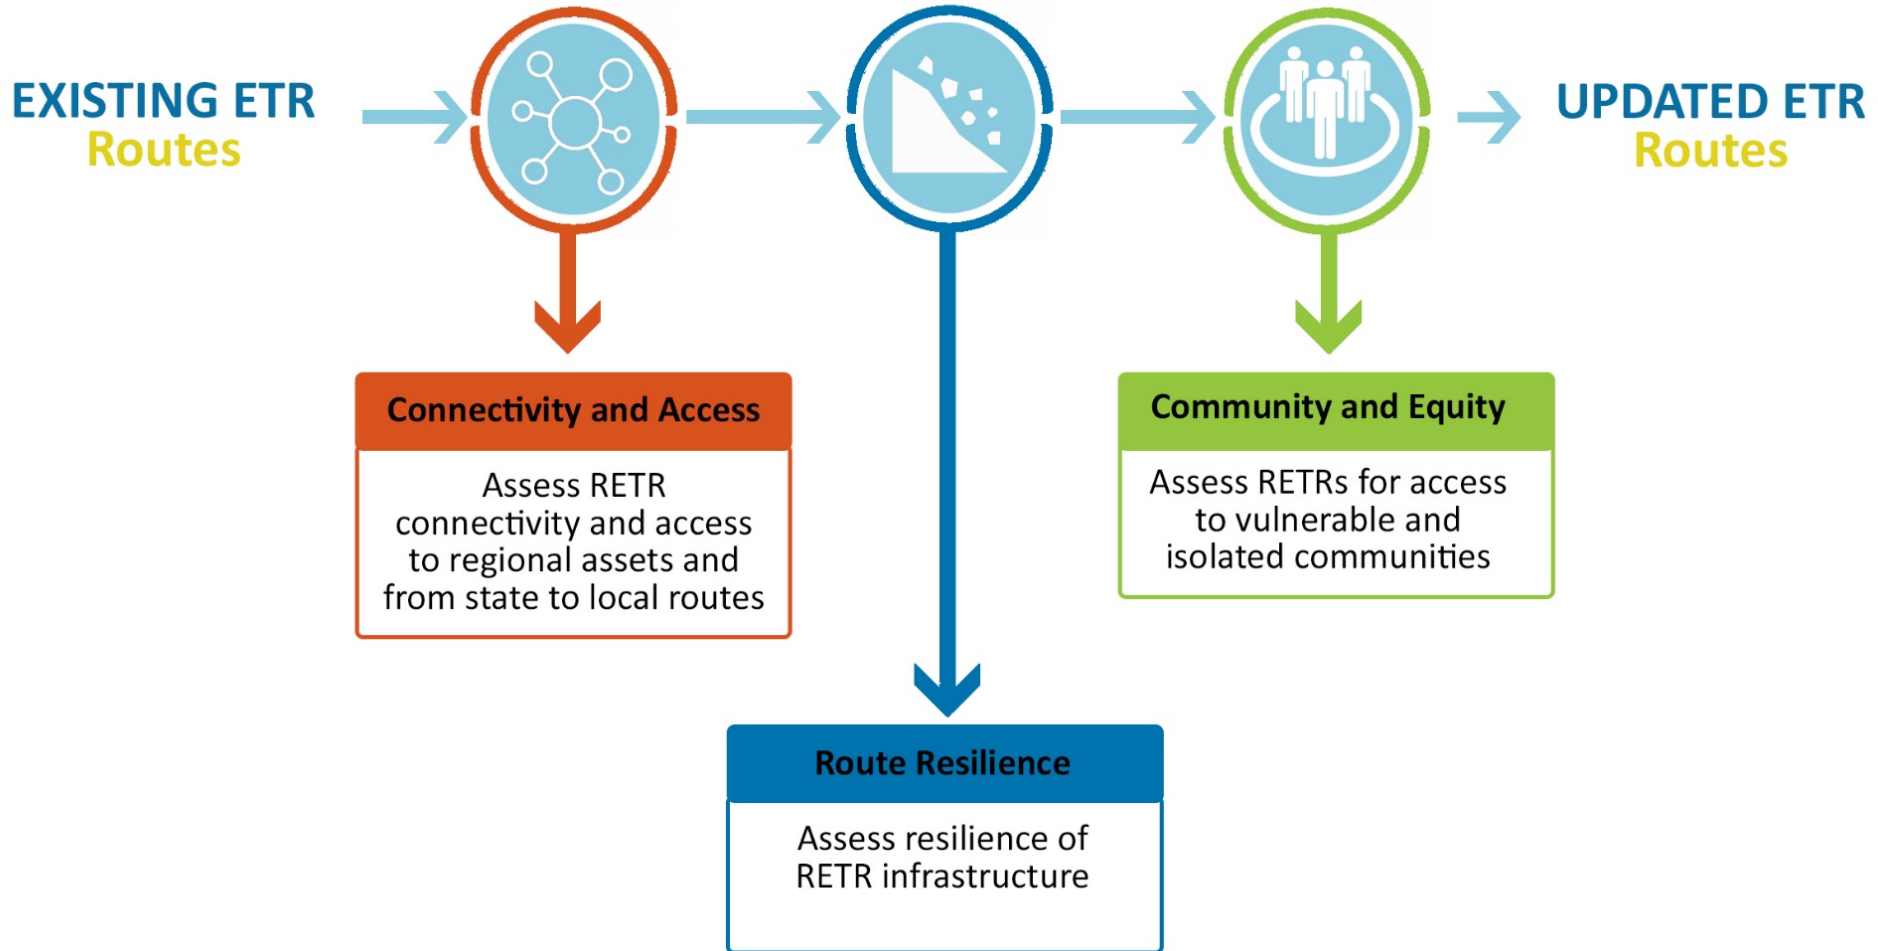 EXISTING ETR
Routes
UPDATED ETR
Routes
Connectivity and Access
Assess RETR
connectivity and access
to regional assets and
from state to local routes
Community and Equity
Assess RETRs for access
to vulnerable and
isolated communities
Route Resilience
Assess resilience of
RETR infrastructure